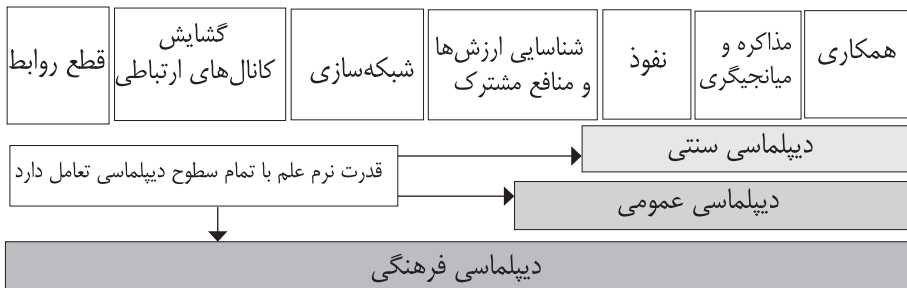 همکاری
مذاکره و
میانجیگری
نفوذ
شناسایی ارزش‌ها
و منافع مشترک
شبکه‌سازی
گشایش
کانال‌های ارتباطی
قطع روابط
دیپلماسی سنتی
قدرت نرم علم با تمام سطوح دیپلماسی تعامل دارد
دیپلماسی عمومی
دیپلماسی فرهنگی